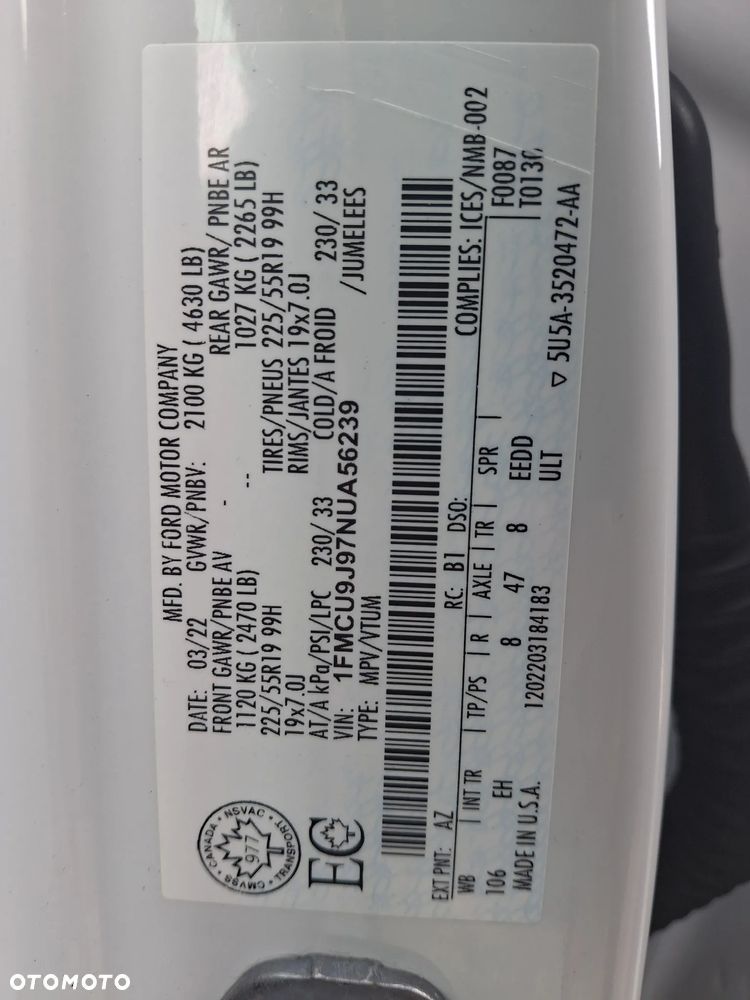 MFD. BY FORD MOTOR COMPANY
DATE: 03/22 GVWR/PNBV: 2100 KG ( 4630 LB)
FRONT GAWR/PNBE AV - REAR GAWR/ PNBE AR
1120 KG ( 2470 LB) -- 1027 KG ( 2265 LB)
225/55R19 99H TIRES/PNEUS 225/55R19 99H
19x7.0J RIMS/JANTES 19x7.0J
AT/A kPa/PSI/LPC 230/ 33 COLD/A FROID 230/ 33
VIN: 1FMCU9J97NUA56239 /JUMELEES
TYPE: MPV/VTUM
CANADA · NSVAC · TRANSPORT · CMVSS
977
EC
EXT PNT: AZ RC: B1 DSO: COMPLIES: ICES/NMB-002
WB | INT TR | TP/PS | R | AXLE | TR | SPR | F0087
106 EH 8 47 8 EEDD T0130
MADE IN U.S.A. 1202203184183 ULT ▽ 5U5A-3520472-AA
OTOMOTO